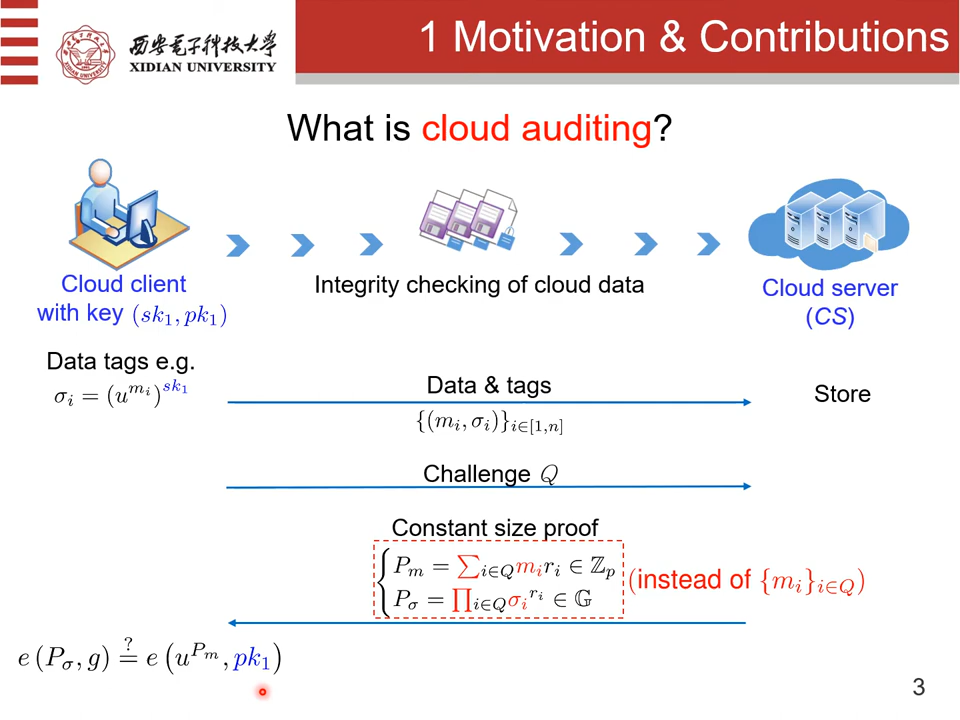 西安电子科技大学
XIDIAN UNIVERSITY
1 Motivation & Contributions
What is cloud auditing?
Cloud client
with key (sk₁, pk₁)
Integrity checking of cloud data
Cloud server
(CS)
Data tags e.g.
σᵢ = (u^{mᵢ})^{sk₁}
Data & tags
{(mᵢ, σᵢ)}_{i∈[1,n]}
Store
Challenge Q
Constant size proof
P_m = ∑_{i∈Q} mᵢrᵢ ∈ ℤ_p
P_σ = ∏_{i∈Q} σᵢ^{rᵢ} ∈ 𝔾
(instead of {mᵢ}_{i∈Q})
e (P_σ, g) ≟ e (u^{P_m}, pk₁)
3